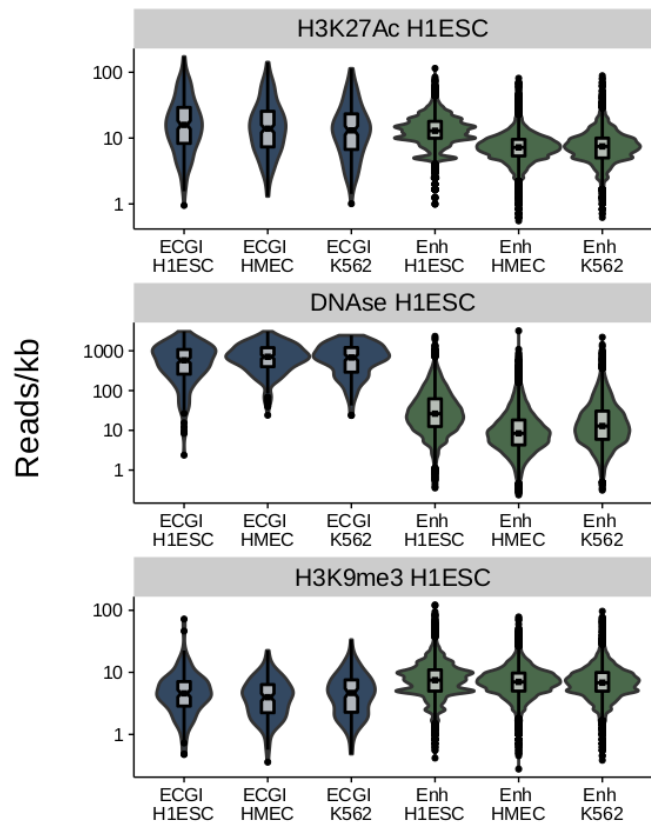 H3K27Ac H1ESC
100
10
1
ECGI ECGI ECGI Enh Enh Enh
H1ESC HMEC K562 H1ESC HMEC K562
DNAse H1ESC
Reads/kb
1000
100
10
1
ECGI ECGI ECGI Enh Enh Enh
H1ESC HMEC K562 H1ESC HMEC K562
H3K9me3 H1ESC
100
10
1
ECGI ECGI ECGI Enh Enh Enh
H1ESC HMEC K562 H1ESC HMEC K562